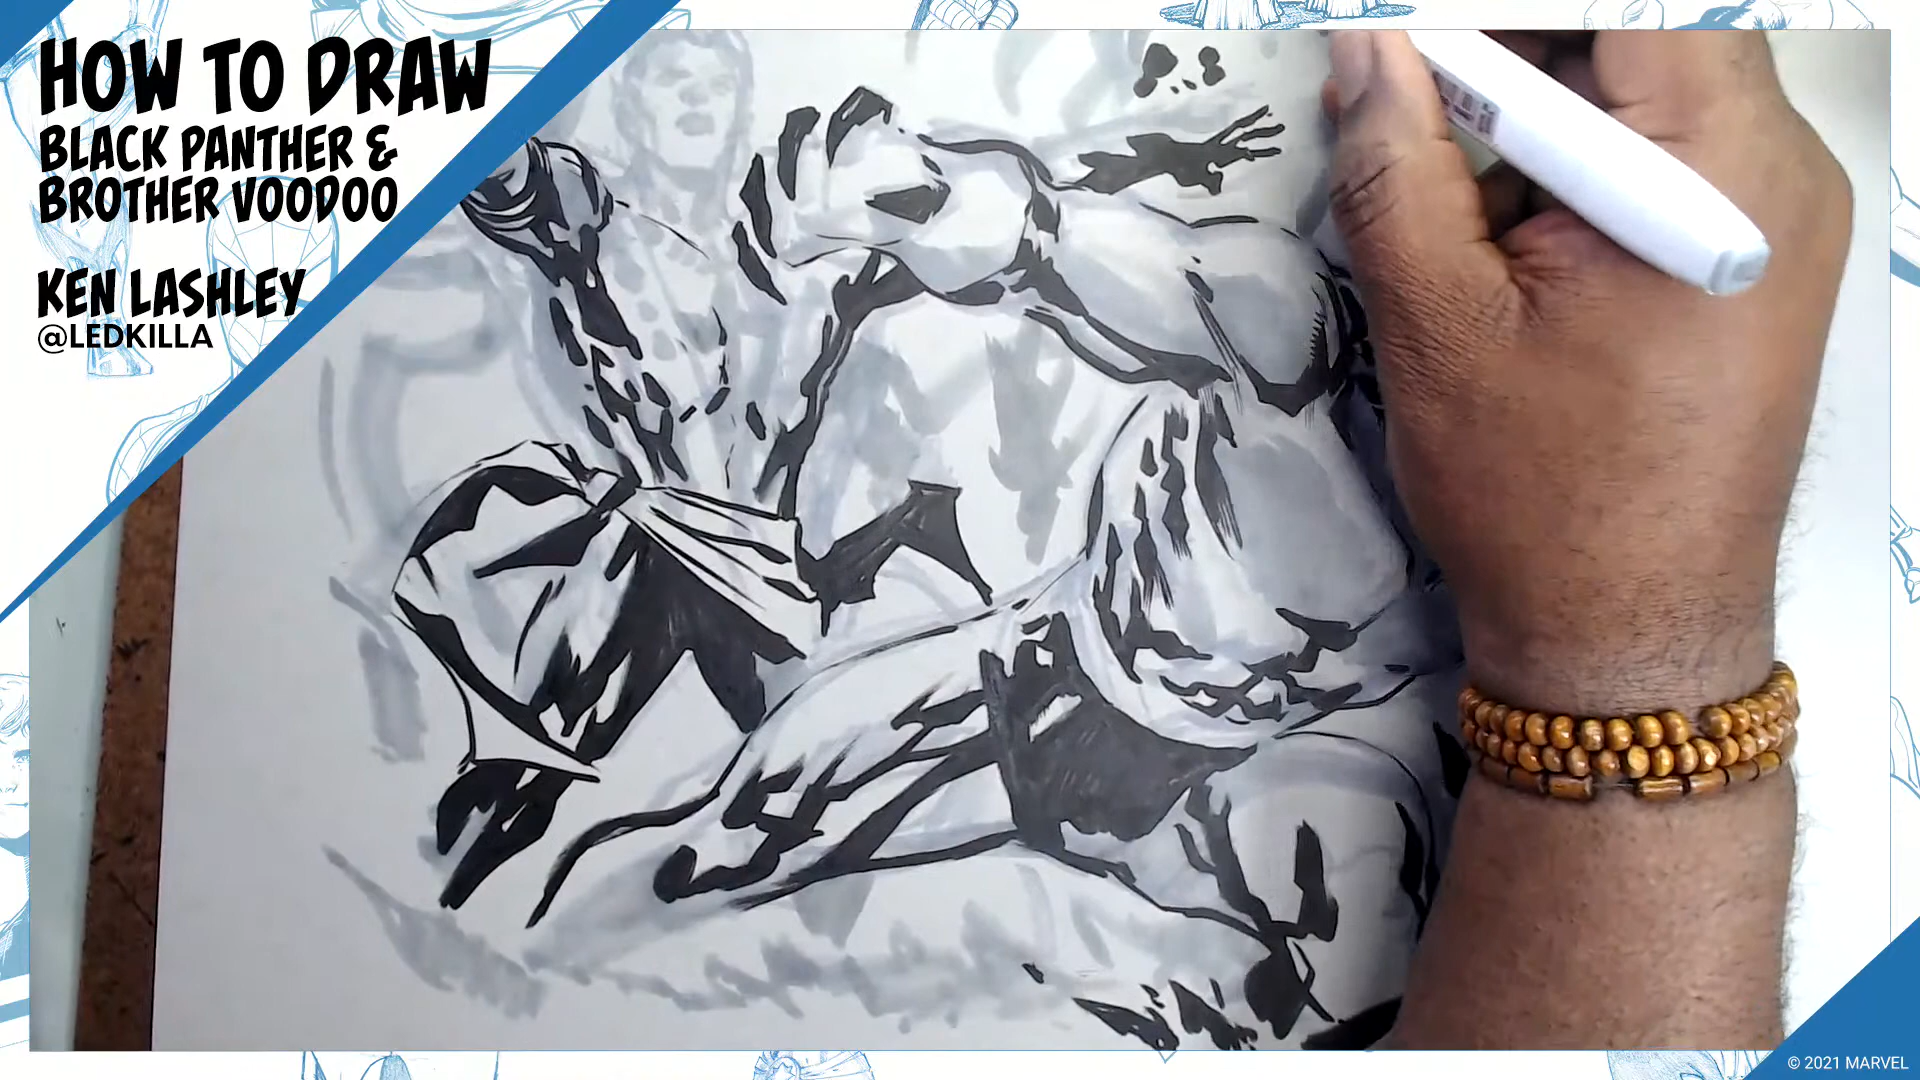 HOW TO DRAW
BLACK PANTHER &
BROTHER VOODOO
KEN LASHLEY
@LEDKILLA
© 2021 MARVEL